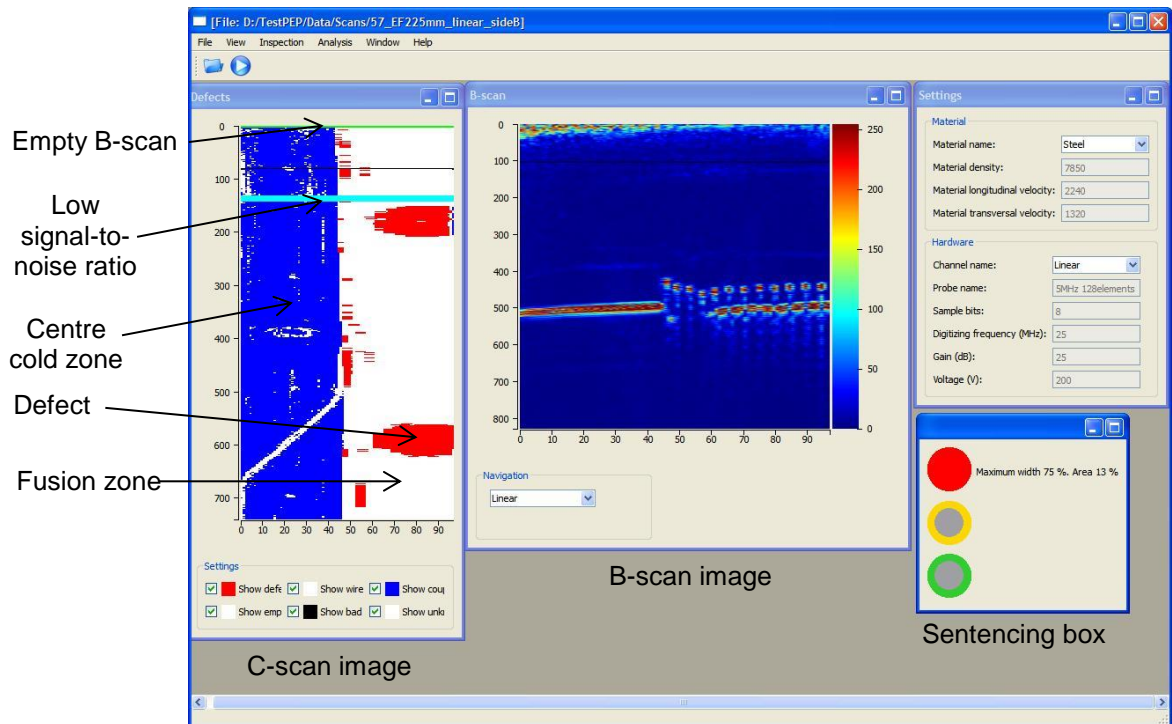 [File: D:/TestPEP/Data/Scans/57_EF225mm_linear_sideB]
File View Inspection Analysis Window Help
Defects
0
100
200
300
400
500
600
700
0 10 20 30 40 50 60 70 80 90
Settings
Show defe Show wire Show coup
Show emp Show bad Show unk
Empty B-scan
Low
signal-to-
noise ratio
Centre
cold zone
Defect
Fusion zone
C-scan image
B-scan
0
100
200
300
400
500
600
700
800
0 10 20 30 40 50 60 70 80 90
250
200
150
100
50
0
Navigation
Linear
B-scan image
Settings
Material
Material name: Steel
Material density: 7850
Material longitudinal velocity: 2240
Material transversal velocity: 1320
Hardware
Channel name: Linear
Probe name: 5MHz 128elements
Sample bits: 8
Digitizing frequency (MHz): 25
Gain (dB): 25
Voltage (V): 200
Maximum width 75 %. Area 13 %
Sentencing box